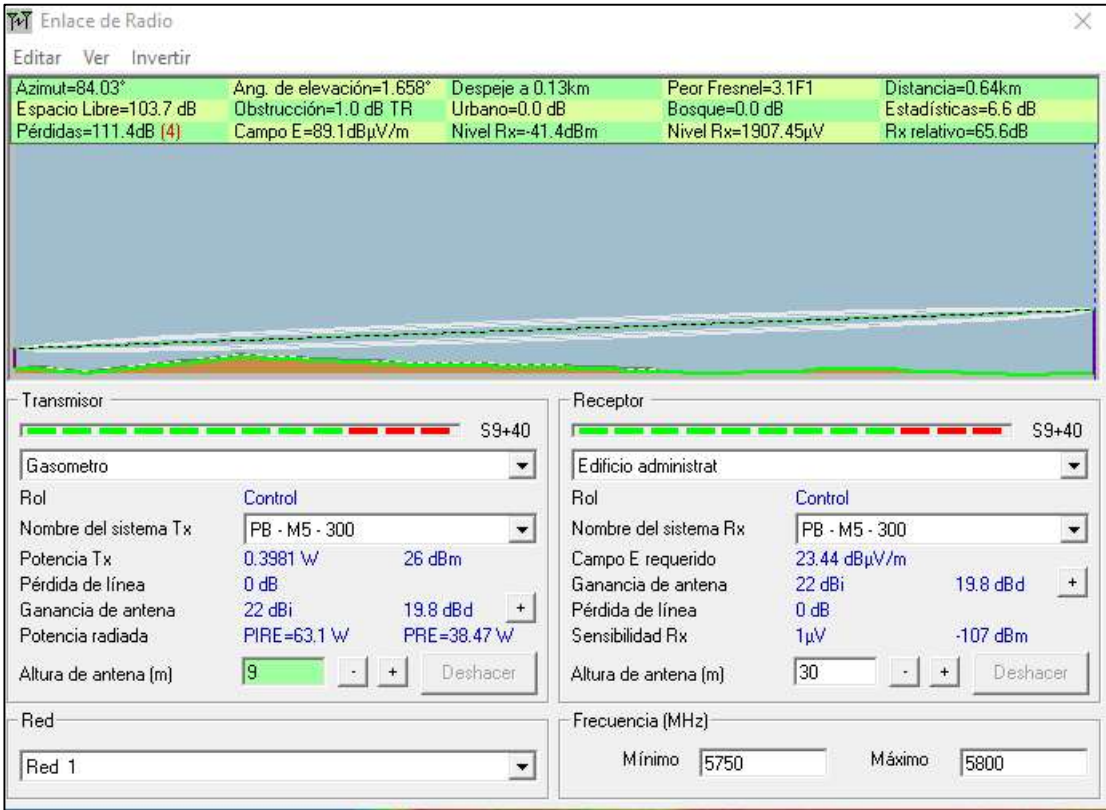 Enlace de Radio
Editar Ver Invertir
Azimut=84.03° Ang. de elevación=1.658° Despeje a 0.13km Peor Fresnel=3.1F1 Distancia=0.64km
Espacio Libre=103.7 dB Obstrucción=1.0 dB TR Urbano=0.0 dB Bosque=0.0 dB Estadísticas=6.6 dB
Pérdidas=111.4dB (4) Campo E=89.1dBµV/m Nivel Rx=-41.4dBm Nivel Rx=1907.45µV Rx relativo=65.6dB
Transmisor
S9+40
Gasometro
Rol Control
Nombre del sistema Tx PB - M5 - 300
Potencia Tx 0.3981 W 26 dBm
Pérdida de línea 0 dB
Ganancia de antena 22 dBi 19.8 dBd +
Potencia radiada PIRE=63.1 W PRE=38.47 W
Altura de antena (m) 9 - + Deshacer
Red
Red 1
Receptor
S9+40
Edificio administrat
Rol Control
Nombre del sistema Rx PB - M5 - 300
Campo E requerido 23.44 dBµV/m
Ganancia de antena 22 dBi 19.8 dBd +
Pérdida de línea 0 dB
Sensibilidad Rx 1µV -107 dBm
Altura de antena (m) 30 - + Deshacer
Frecuencia (MHz)
Mínimo 5750 Máximo 5800